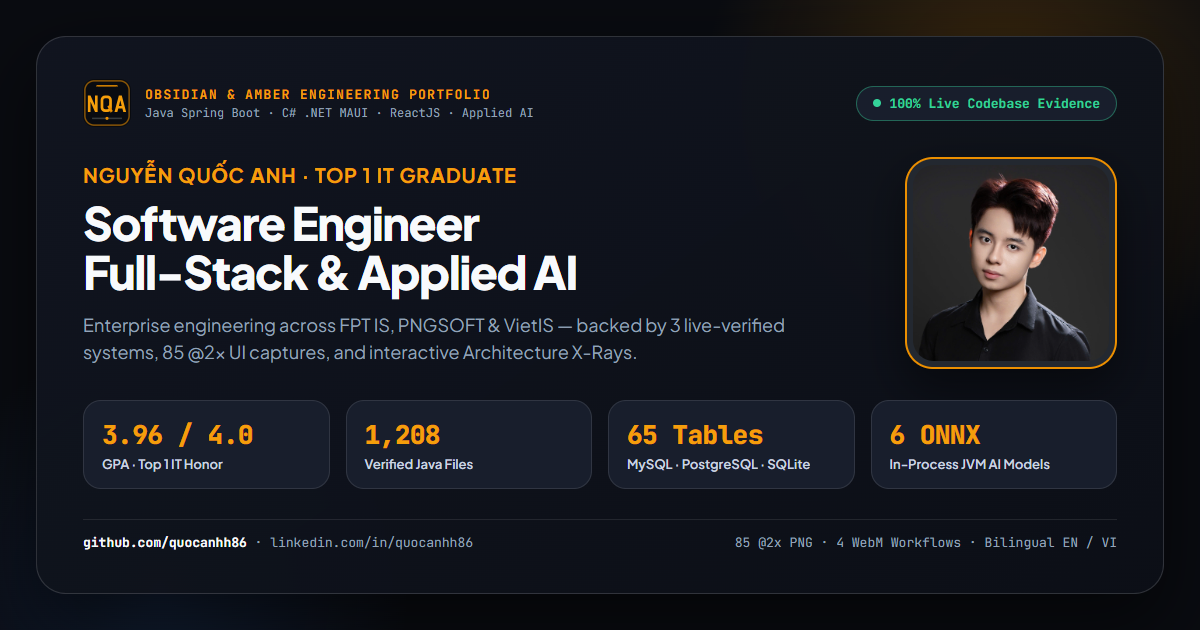 NQA
OBSIDIAN & AMBER ENGINEERING PORTFOLIO
Java Spring Boot · C# .NET MAUI · ReactJS · Applied AI
100% Live Codebase Evidence
NGUYỄN QUỐC ANH · TOP 1 IT GRADUATE
Software Engineer
Full-Stack & Applied AI
Enterprise engineering across FPT IS, PNGSOFT & VietIS — backed by 3 live-verified
systems, 85 @2x UI captures, and interactive Architecture X-Rays.
3.96 / 4.0
GPA · Top 1 IT Honor
1,208
Verified Java Files
65 Tables
MySQL · PostgreSQL · SQLite
6 ONNX
In-Process JVM AI Models
github.com/quocanhh86 · linkedin.com/in/quocanhh86
85 @2x PNG · 4 WebM Workflows · Bilingual EN / VI